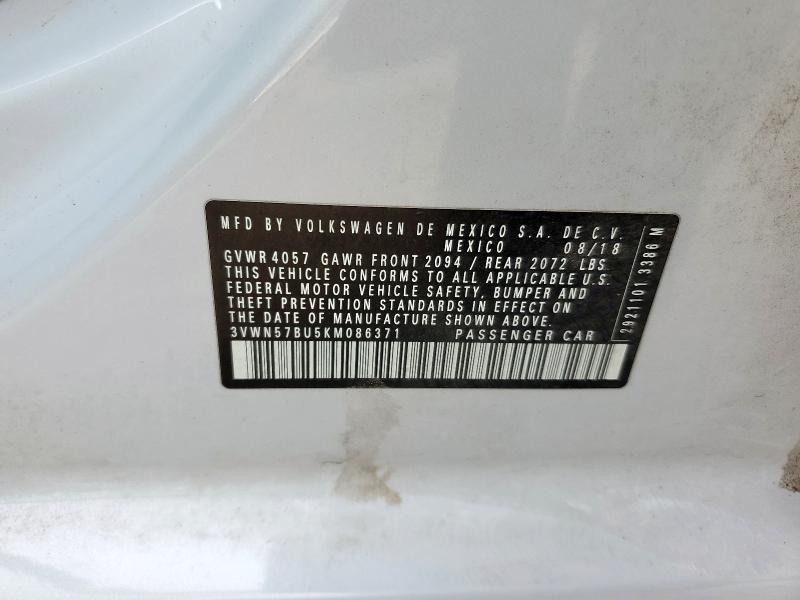 MFD BY VOLKSWAGEN DE MEXICO S.A. DE C.V.
MEXICO 08/18
GVWR 4057 GAWR FRONT 2094 / REAR 2072 LBS
THIS VEHICLE CONFORMS TO ALL APPLICABLE U.S.
FEDERAL MOTOR VEHICLE SAFETY, BUMPER AND
THEFT PREVENTION STANDARDS IN EFFECT ON
THE DATE OF MANUFACTURE SHOWN ABOVE.
3VWN57BU5KM086371 PASSENGER CAR
2921101 3386 M